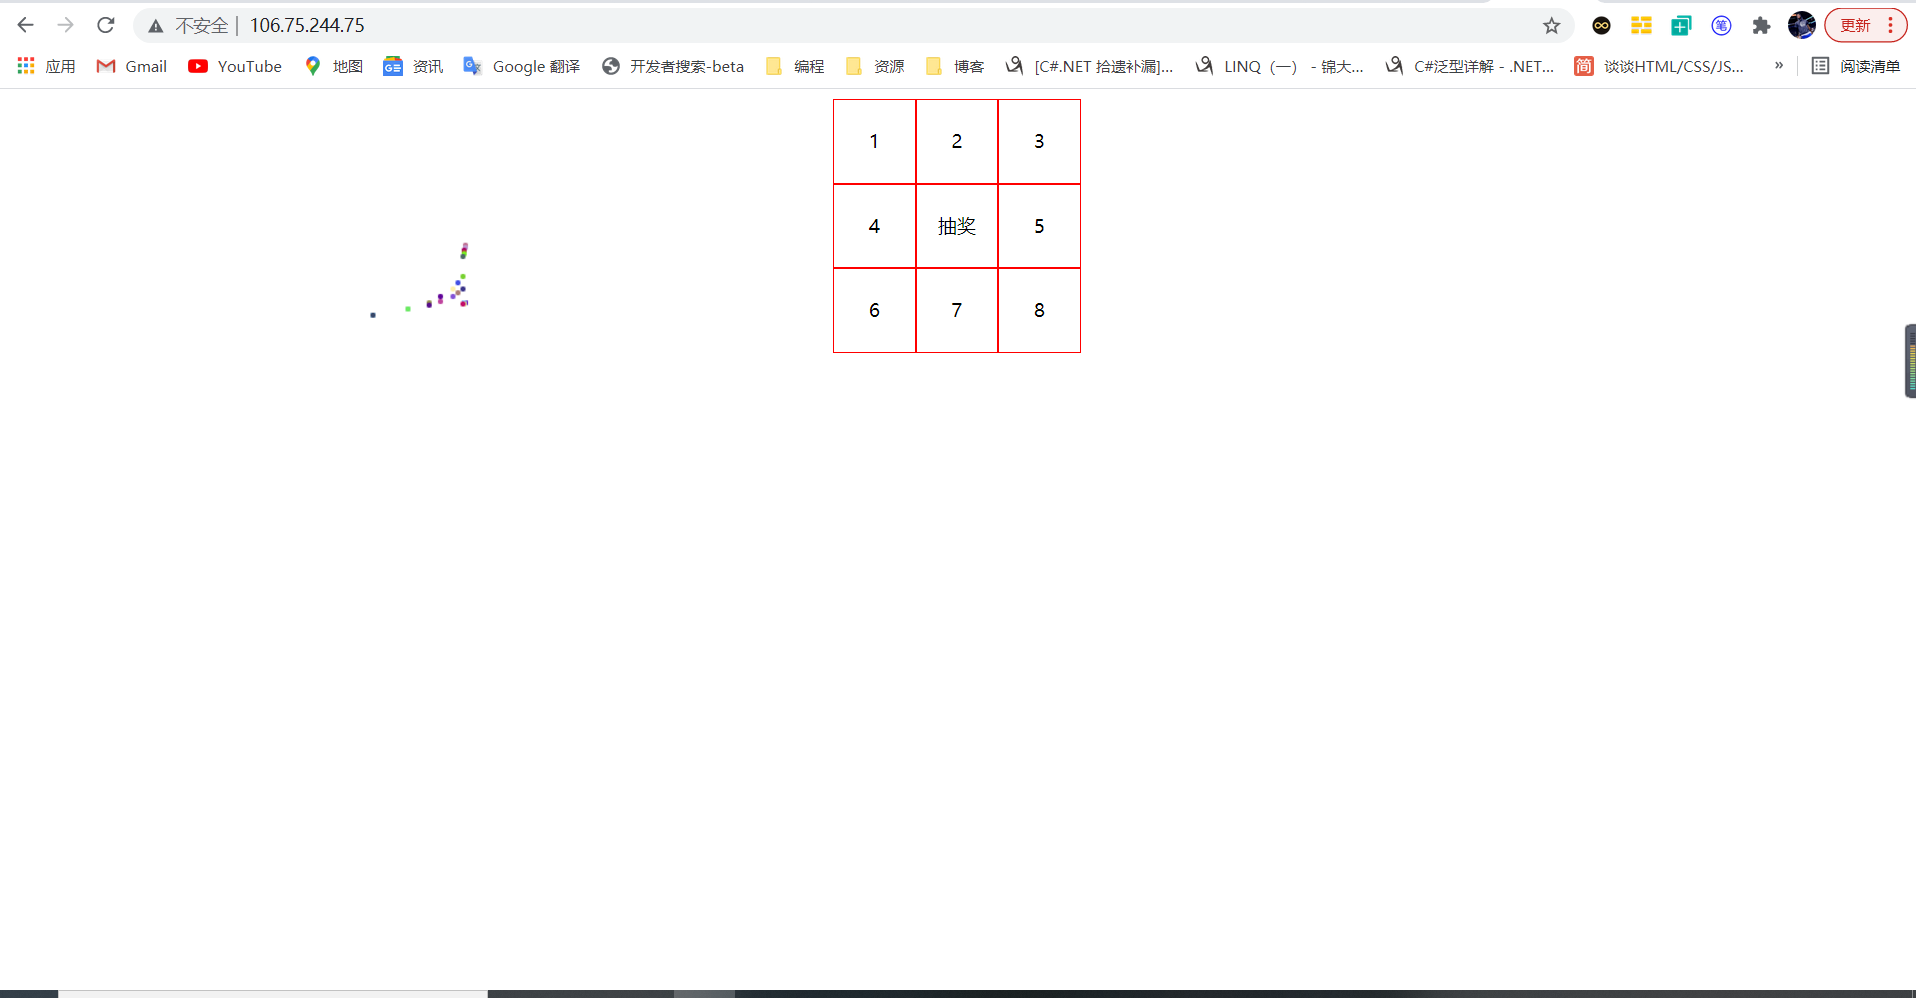 不安全 | 106.75.244.75
更新
应用 Gmail YouTube 地图 资讯 Google 翻译 开发者搜索-beta 编程 资源 博客 [C#.NET 拾遗补漏]... LINQ（一） - 锦大... C#泛型详解 - .NET... 简 谈谈HTML/CSS/JS... » 阅读清单
1 2 3
4 抽奖 5
6 7 8